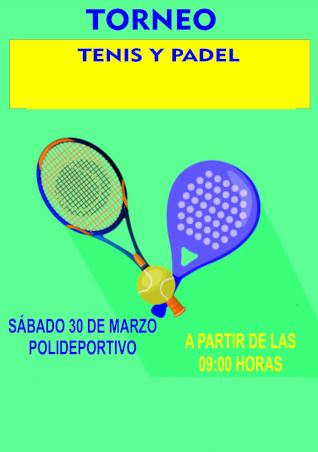 TORNEO
TENIS Y PADEL
SÁBADO 30 DE MARZO
POLIDEPORTIVO
A PARTIR DE LAS
09:00 HORAS